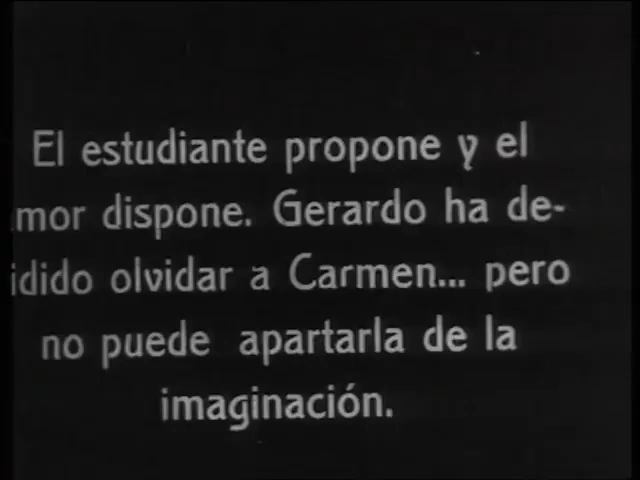 El estudiante propone y el
mor dispone. Gerardo ha de-
idido olvidar a Carmen... pero
no puede apartarla de la
imaginación.